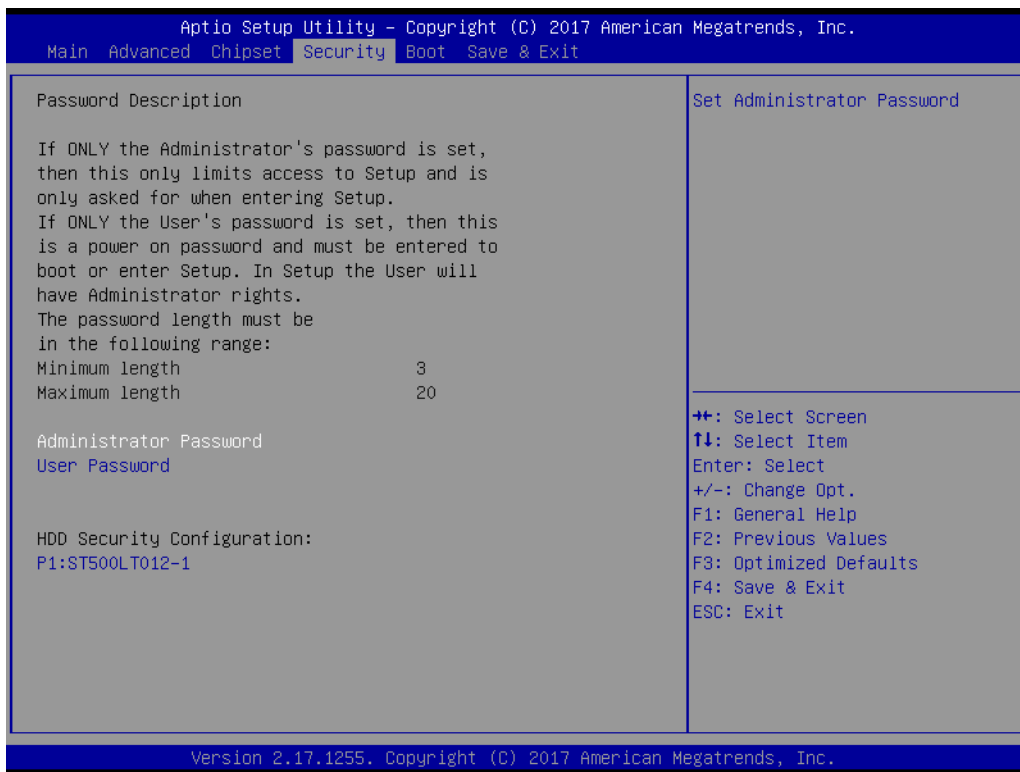 Aptio Setup Utility – Copyright (C) 2017 American Megatrends, Inc.
Main Advanced Chipset Security Boot Save & Exit
Password Description
If ONLY the Administrator's password is set,
then this only limits access to Setup and is
only asked for when entering Setup.
If ONLY the User's password is set, then this
is a power on password and must be entered to
boot or enter Setup. In Setup the User will
have Administrator rights.
The password length must be
in the following range:
Minimum length 3
Maximum length 20
Administrator Password
User Password
HDD Security Configuration:
P1:ST500LT012-1
Set Administrator Password
→←: Select Screen
↑↓: Select Item
Enter: Select
+/-: Change Opt.
F1: General Help
F2: Previous Values
F3: Optimized Defaults
F4: Save & Exit
ESC: Exit
Version 2.17.1255. Copyright (C) 2017 American Megatrends, Inc.